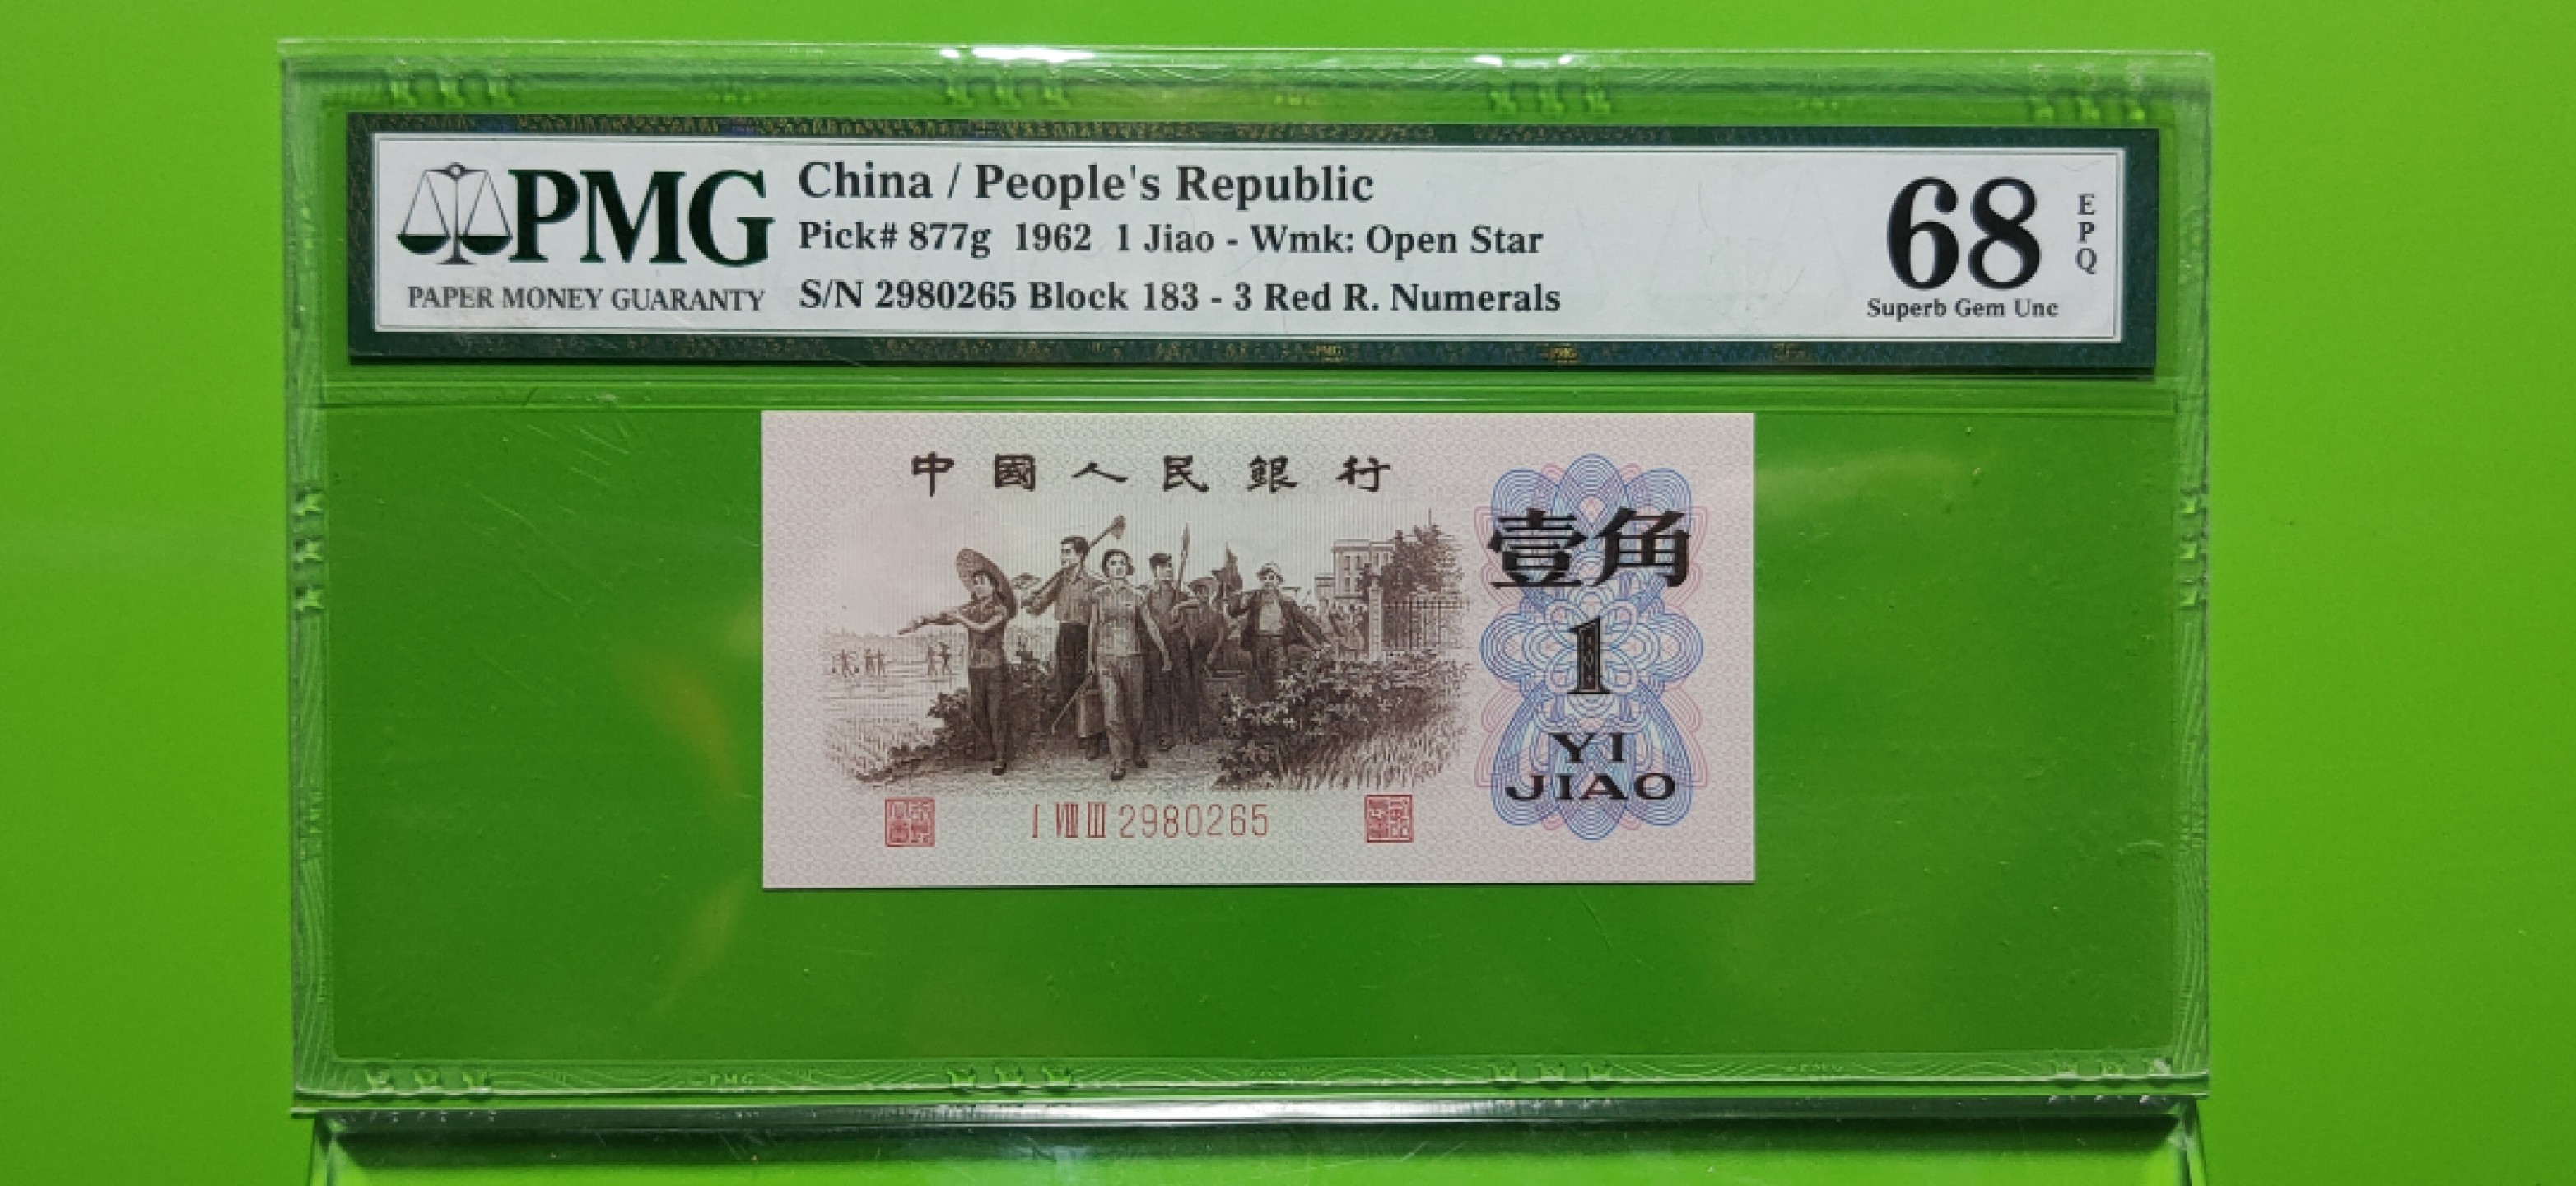 PMG
PAPER MONEY GUARANTY
China / People's Republic
Pick# 877g 1962 1 Jiao - Wmk: Open Star
S/N 2980265 Block 183 - 3 Red R. Numerals
68
EPQ
Superb Gem Unc
中國人民銀行
壹角
1
YI
JIAO
I VIII III 2980265